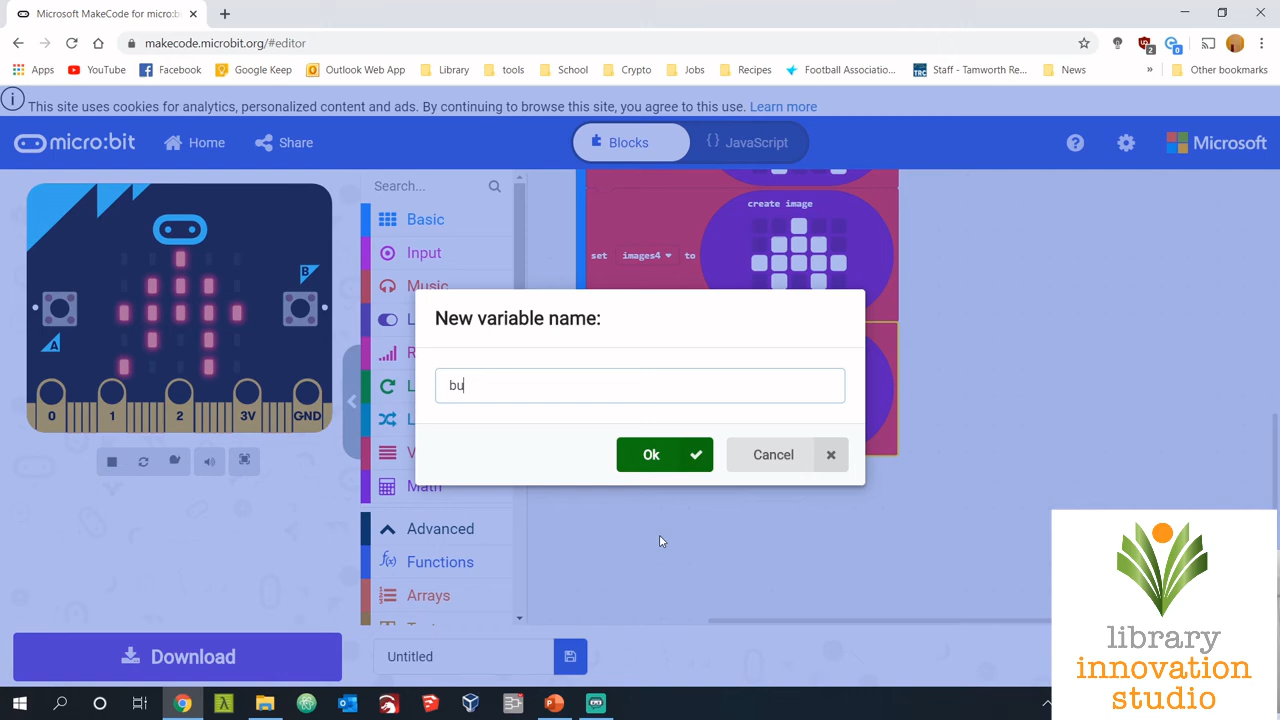 Microsoft MakeCode for micro:b
makecode.microbit.org/#editor
2
0
Apps
YouTube
Facebook
Google Keep
Outlook Web App
Library
tools
School
Crypto
Jobs
Recipes
Football Association...
TRC
Staff - Tamworth Re...
News
»
Other bookmarks
This site uses cookies for analytics, personalized content and ads. By continuing to browse this site, you agree to this use. Learn more
micro:bit
Home
Share
Blocks
{} JavaScript
?
Microsoft
Search...
Basic
Input
Music
L
R
L
L
V
Math
Advanced
f(x) Functions
Arrays
A
B
0 1 2 3V GND
create image
set images4 to
New variable name:
bu
Ok
Cancel
Download
Untitled
library
innovation
studio